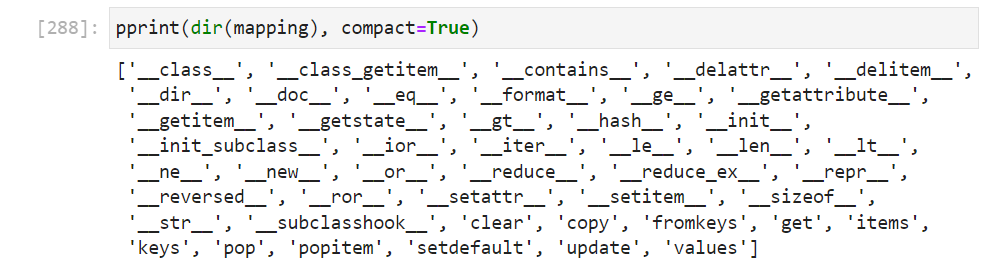 [288]: pprint(dir(mapping), compact=True)
['__class__', '__class_getitem__', '__contains__', '__delattr__', '__delitem__',
'__dir__', '__doc__', '__eq__', '__format__', '__ge__', '__getattribute__',
'__getitem__', '__getstate__', '__gt__', '__hash__', '__init__',
'__init_subclass__', '__ior__', '__iter__', '__le__', '__len__', '__lt__',
'__ne__', '__new__', '__or__', '__reduce__', '__reduce_ex__', '__repr__',
'__reversed__', '__ror__', '__setattr__', '__setitem__', '__sizeof__',
'__str__', '__subclasshook__', 'clear', 'copy', 'fromkeys', 'get', 'items',
'keys', 'pop', 'popitem', 'setdefault', 'update', 'values']